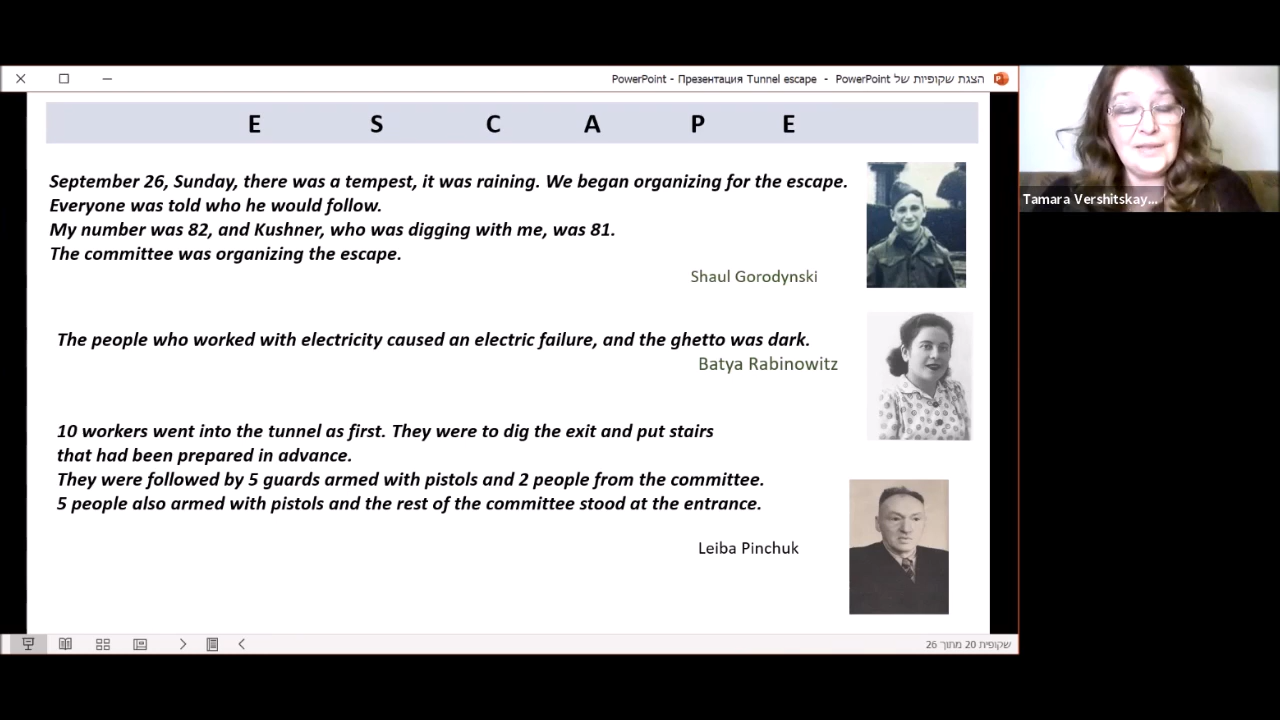 PowerPoint - Презентация Tunnel escape - PowerPoint הצגת שקופיות של
E S C A P E
September 26, Sunday, there was a tempest, it was raining. We began organizing for the escape.
Everyone was told who he would follow.
My number was 82, and Kushner, who was digging with me, was 81.
The committee was organizing the escape.
Shaul Gorodynski
The people who worked with electricity caused an electric failure, and the ghetto was dark.
Batya Rabinowitz
10 workers went into the tunnel as first. They were to dig the exit and put stairs
that had been prepared in advance.
They were followed by 5 guards armed with pistols and 2 people from the committee.
5 people also armed with pistols and the rest of the committee stood at the entrance.
Leiba Pinchuk
שקופית 20 מתוך 26
Tamara Vershitskay...